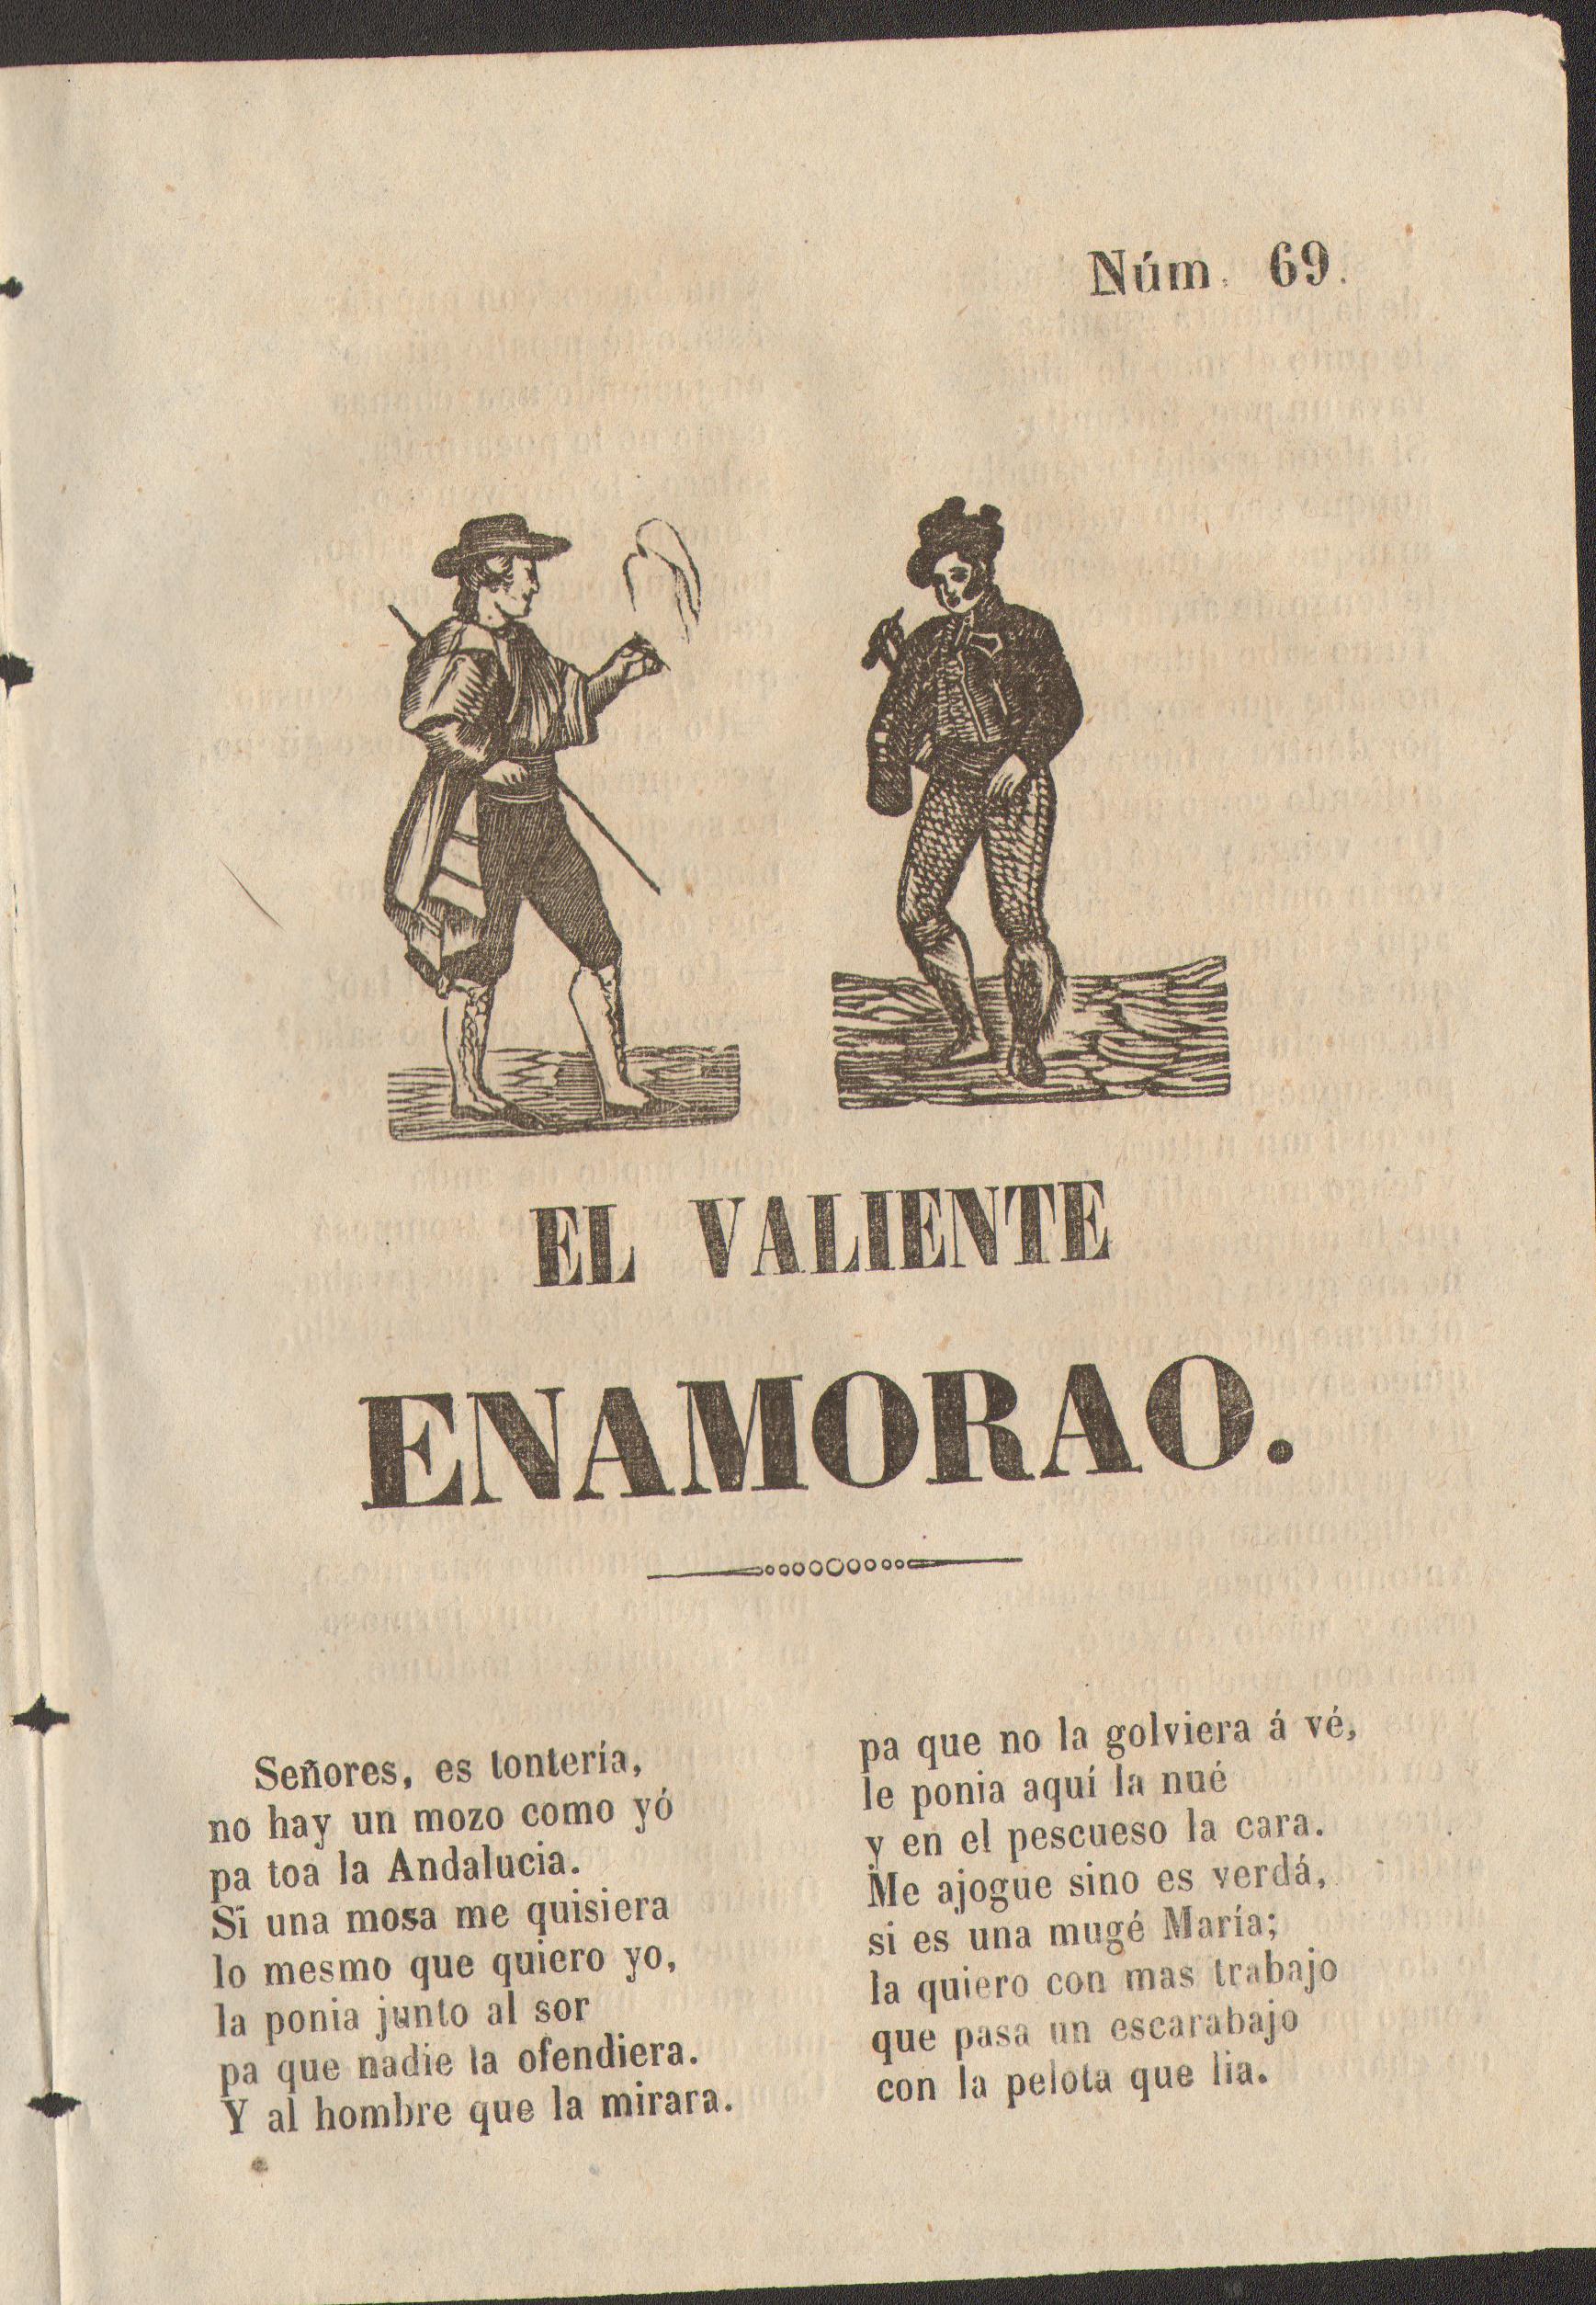 Núm. 69.
EL VALIENTE
ENAMORAO.
Señores, es tontería,
no hay un mozo como yó
pa toa la Andalucia.
Si una mosa me quisiera
lo mesmo que quiero yo,
la ponia junto al sor
pa que nadie la ofendiera.
Y al hombre que la mirara.
pa que no la golviera á vé,
le ponia aquí la nué
y en el pescueso la cara.
Me ajogue sino es verdá,
si es una mugé María;
la quiero con mas trabajo
que pasa un escarabajo
con la pelota que lia.